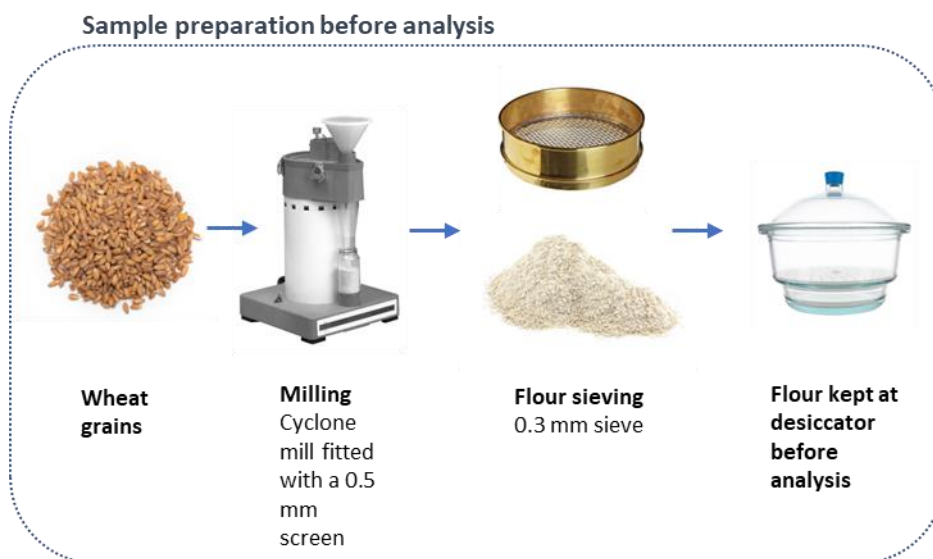 Sample preparation before analysis
Wheat
grains
Milling
Cyclone
mill fitted
with a 0.5
mm
screen
Flour sieving
0.3 mm sieve
Flour kept at
desiccator
before
analysis